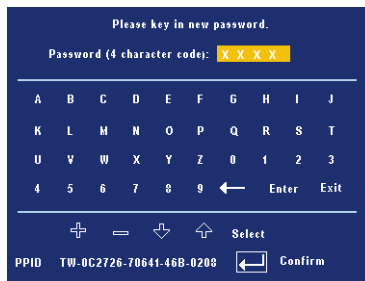 Please key in new password.
Password (4 character code): X X X X
A B C D E F G H I J
K L M N O P Q R S T
U V W X Y Z 0 1 2 3
4 5 6 7 8 9 ← Enter Exit
Select
PPID TW-0C2726-70641-46B-0208 Confirm